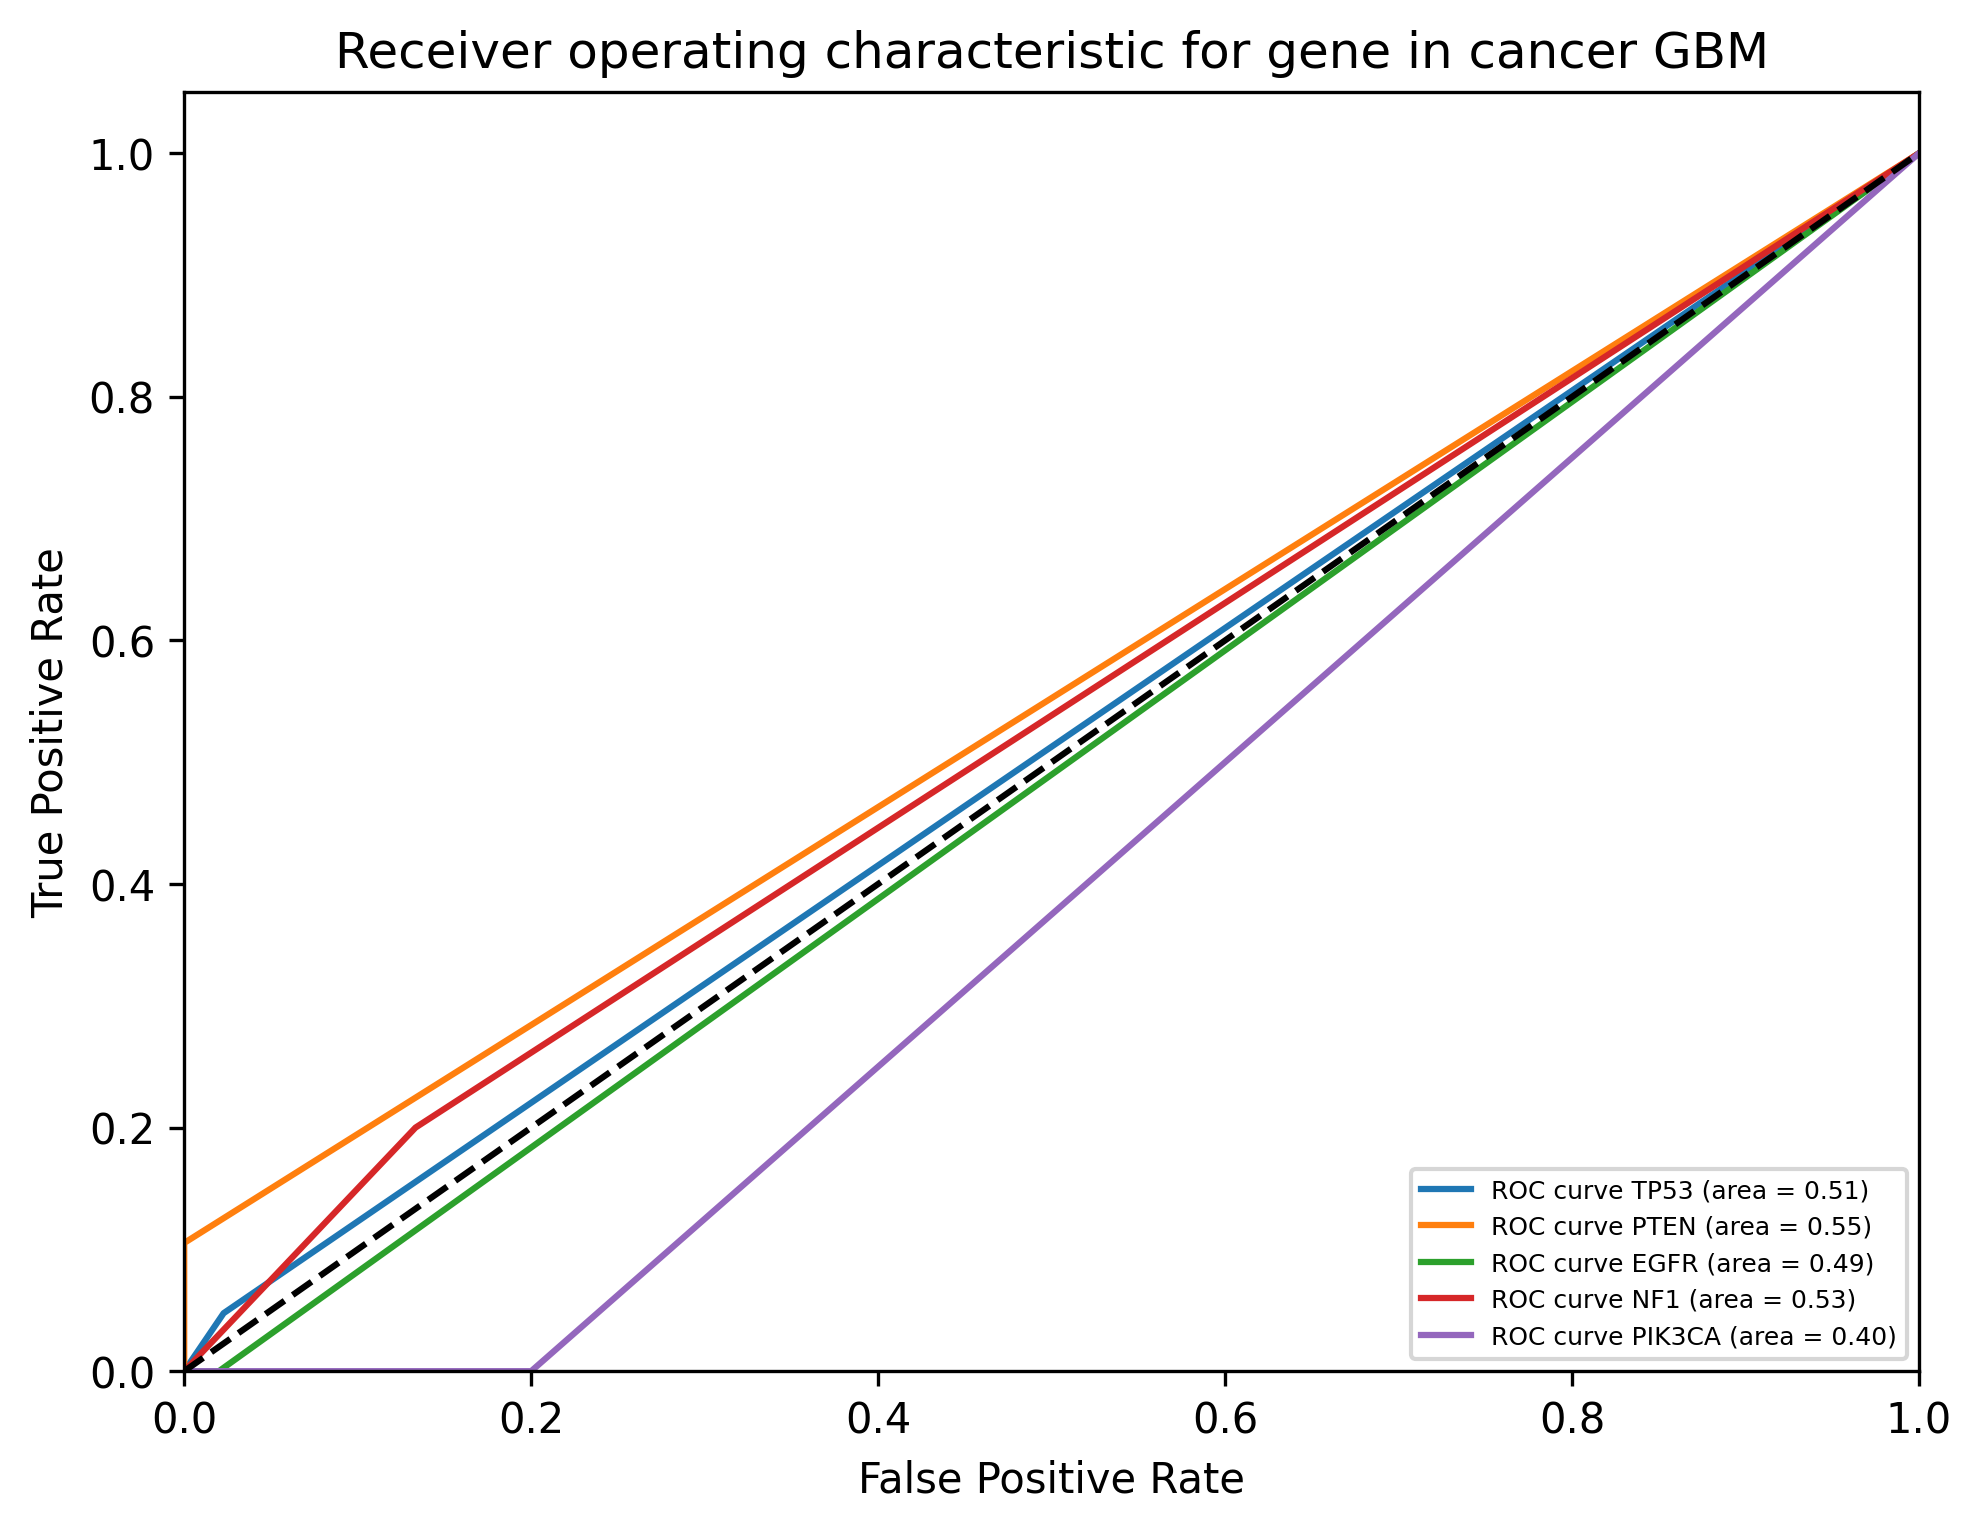 Receiver operating characteristic for gene in cancer GBM
1.0
0.8
0.6
0.4
0.2
0.0
True Positive Rate
0.0 0.2 0.4 0.6 0.8 1.0
False Positive Rate
ROC curve TP53 (area = 0.51)
ROC curve PTEN (area = 0.55)
ROC curve EGFR (area = 0.49)
ROC curve NF1 (area = 0.53)
ROC curve PIK3CA (area = 0.40)